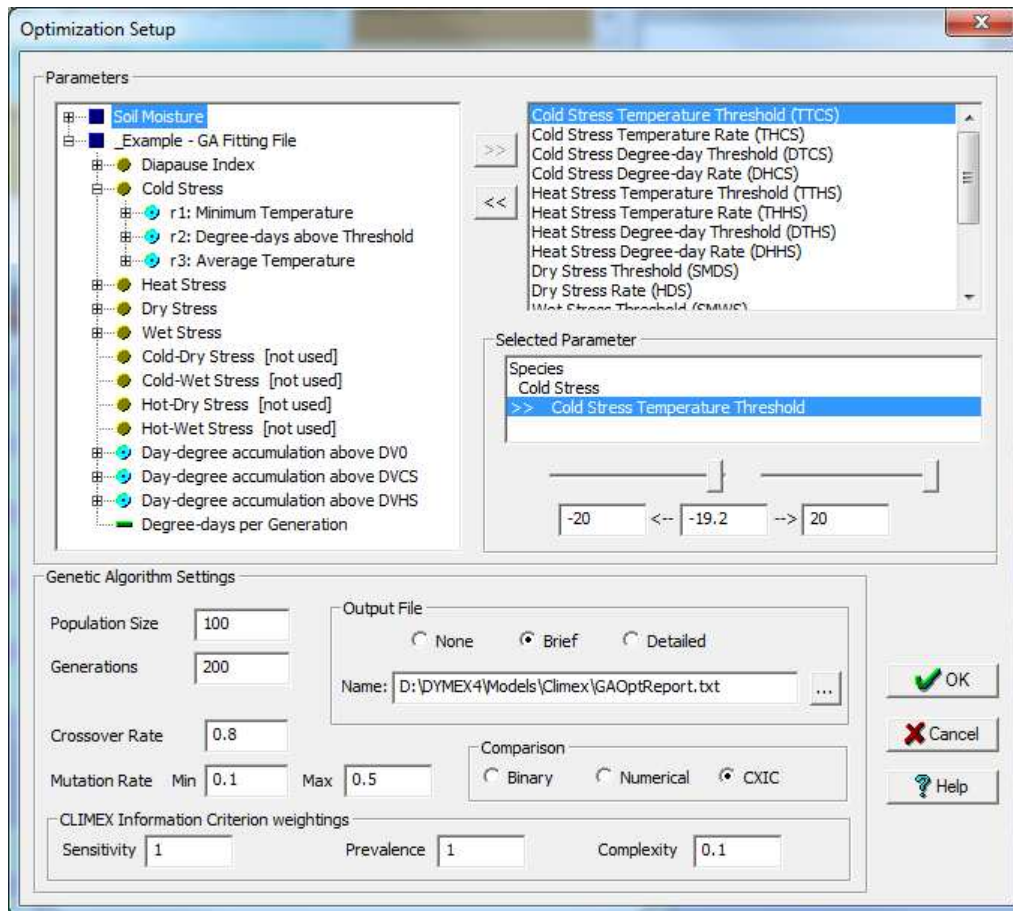 Optimization Setup
Parameters
Soil Moisture
_Example - GA Fitting File
Diapause Index
Cold Stress
r1: Minimum Temperature
r2: Degree-days above Threshold
r3: Average Temperature
Heat Stress
Dry Stress
Wet Stress
Cold-Dry Stress [not used]
Cold-Wet Stress [not used]
Hot-Dry Stress [not used]
Hot-Wet Stress [not used]
Day-degree accumulation above DV0
Day-degree accumulation above DVCS
Day-degree accumulation above DVHS
Degree-days per Generation
>>
<<
Cold Stress Temperature Threshold (TTCS)
Cold Stress Temperature Rate (THCS)
Cold Stress Degree-day Threshold (DTCS)
Cold Stress Degree-day Rate (DHCS)
Heat Stress Temperature Threshold (TTHS)
Heat Stress Temperature Rate (THHS)
Heat Stress Degree-day Threshold (DTHS)
Heat Stress Degree-day Rate (DHHS)
Dry Stress Threshold (SMDS)
Dry Stress Rate (HDS)
Wet Stress Threshold (SMWS)
Selected Parameter
Species
Cold Stress
>> Cold Stress Temperature Threshold
-20 <-- -19.2 --> 20
Genetic Algorithm Settings
Population Size 100
Generations 200
Crossover Rate 0.8
Mutation Rate Min 0.1 Max 0.5
Output File
None Brief Detailed
Name: D:\DYMEX4\Models\Climex\GAOptReport.txt ...
Comparison
Binary Numerical CXIC
CLIMEX Information Criterion weightings
Sensitivity 1 Prevalence 1 Complexity 0.1
OK
Cancel
Help